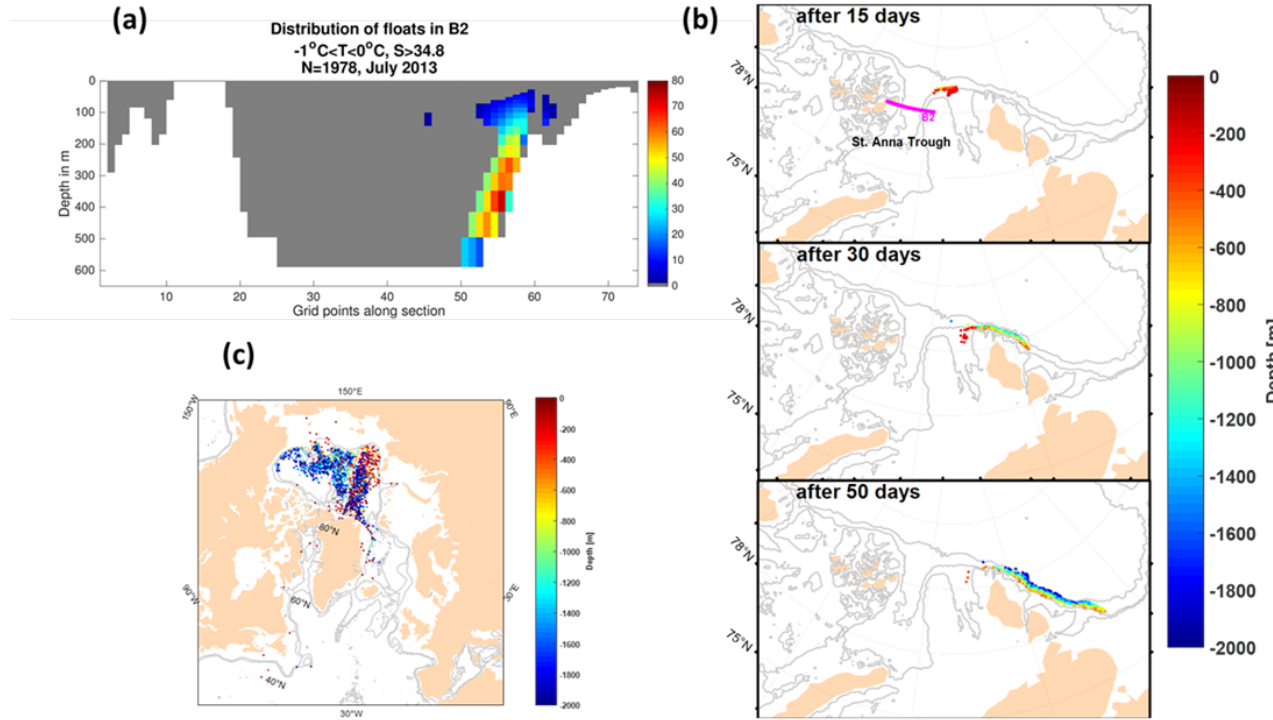 (a)
Distribution of floats in B2
-1°C<T<0°C, S>34.8
N=1978, July 2013
0
100
200
300
400
500
600
Depth in m
10 20 30 40 50 60 70
Grid points along section
80
70
60
50
40
30
20
10
0
(b)
after 15 days
78°N
75°N
B2
St. Anna Trough
after 30 days
78°N
75°N
after 50 days
78°N
75°N
0
-200
-400
-600
-800
-1000
-1200
-1400
-1600
-1800
-2000
Depth [m]
(c)
150°W
150°E
90°E
80°N
60°N
40°N
90°W
30°W
30°E
0
-200
-400
-600
-800
-1000
-1200
-1400
-1600
-1800
-2000
Depth [m]